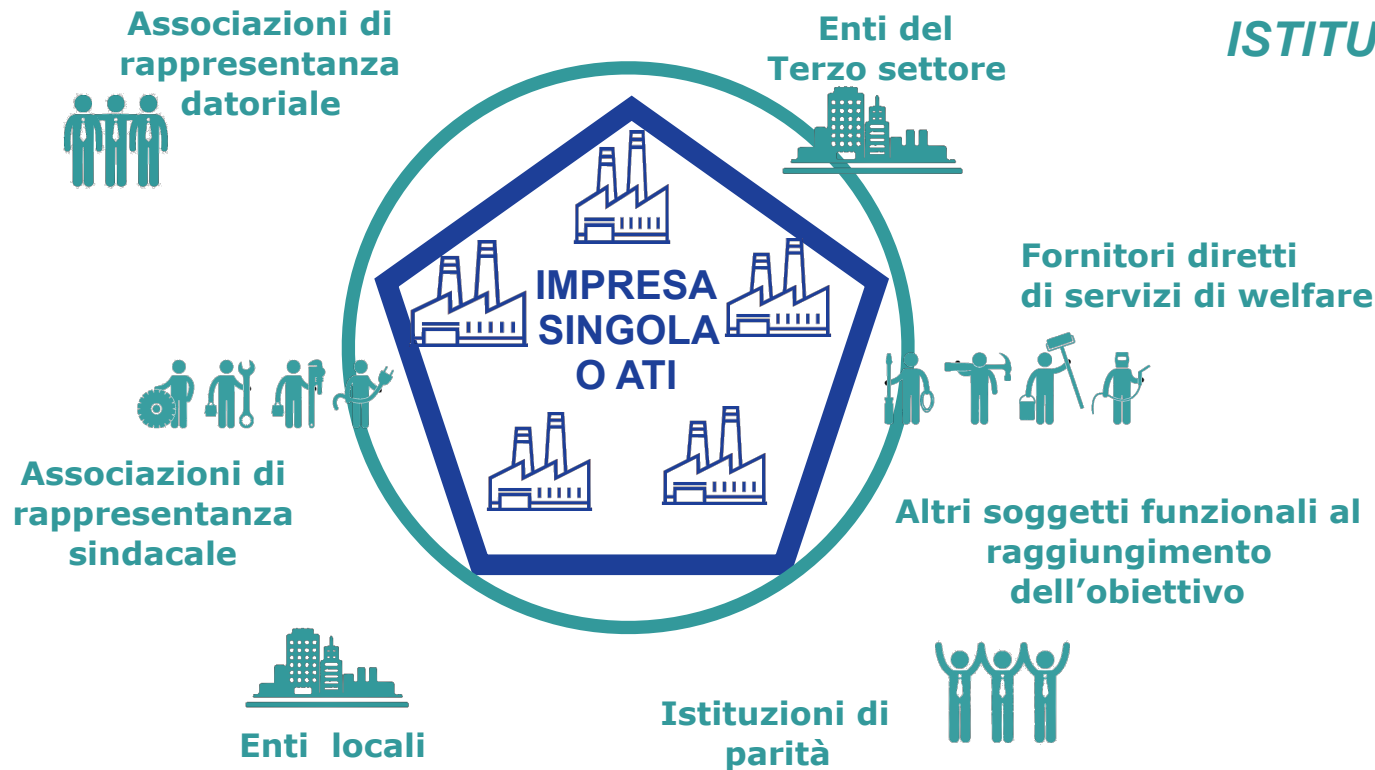 Associazioni di
rappresentanza
datoriale
Enti del
Terzo settore
ISTITU
Fornitori diretti
di servizi di welfare
IMPRESA
SINGOLA
O ATI
Associazioni di
rappresentanza
sindacale
Altri soggetti funzionali al
raggiungimento
dell’obiettivo
Enti locali
Istituzioni di
parità